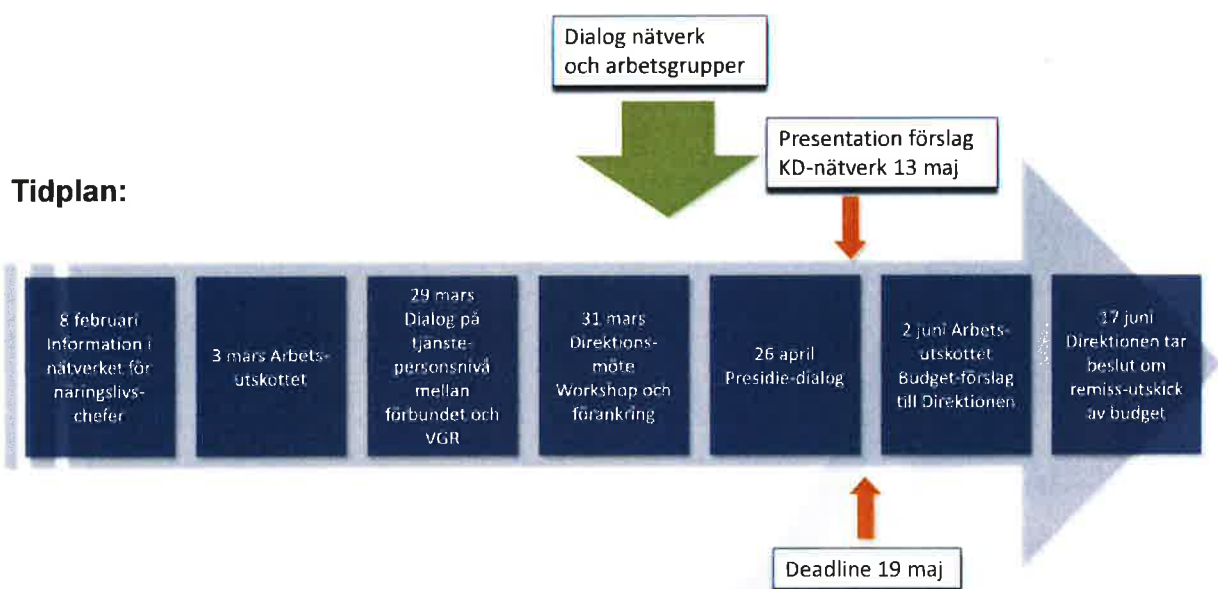 Dialog nätverk
och arbetsgrupper
Presentation förslag
KD-nätverk 13 maj
Tidplan:
8 februari
Information i
nätverket för
näringslivs-
chefer
3 mars Arbets-
utskottet
29 mars
Dialog på
tjänste-
personsnivå
mellan
förbundet och
VGR
31 mars
Direktions-
möte
Workshop och
förankring
26 april
Presidie-dialog
2 juni Arbets-
utskottet
Budget-förslag
till Direktionen
17 juni
Direktionen tar
beslut om
remiss-utskick
av budget
Deadline 19 maj